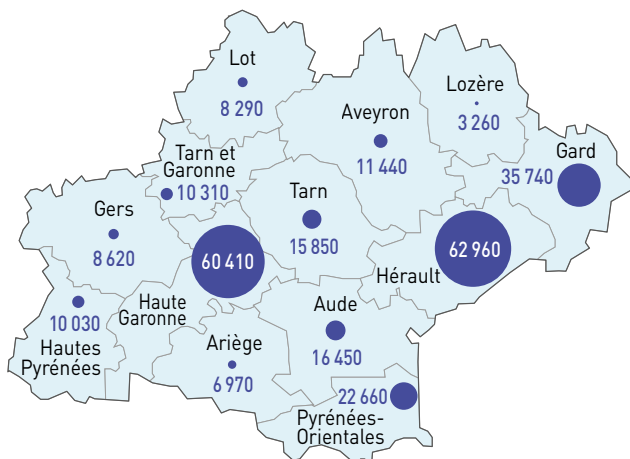 Lot
8 290
Lozère
3 260
Aveyron
11 440
Gard
35 740
Tarn et
Garonne
10 310
Tarn
15 850
Gers
8 620
60 410
Haute
Garonne
62 960
Hérault
10 030
Hautes
Pyrénées
Ariège
6 970
Aude
16 450
22 660
Pyrénées-
Orientales